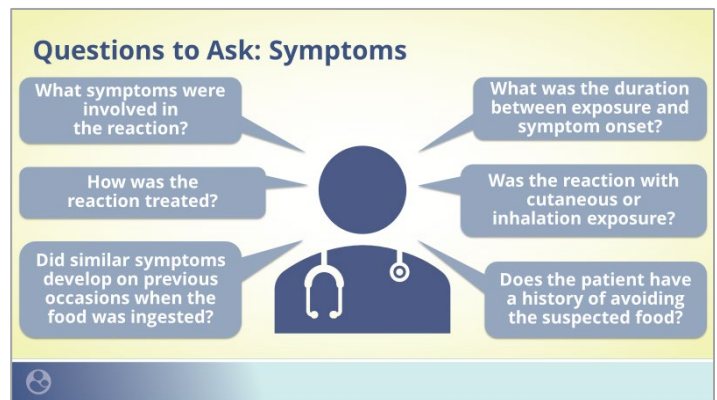 Questions to Ask: Symptoms
What symptoms were
involved in
the reaction?
What was the duration
between exposure and
symptom onset?
How was the
reaction treated?
Was the reaction with
cutaneous or
inhalation exposure?
Did similar symptoms
develop on previous
occasions when the
food was ingested?
Does the patient have
a history of avoiding
the suspected food?